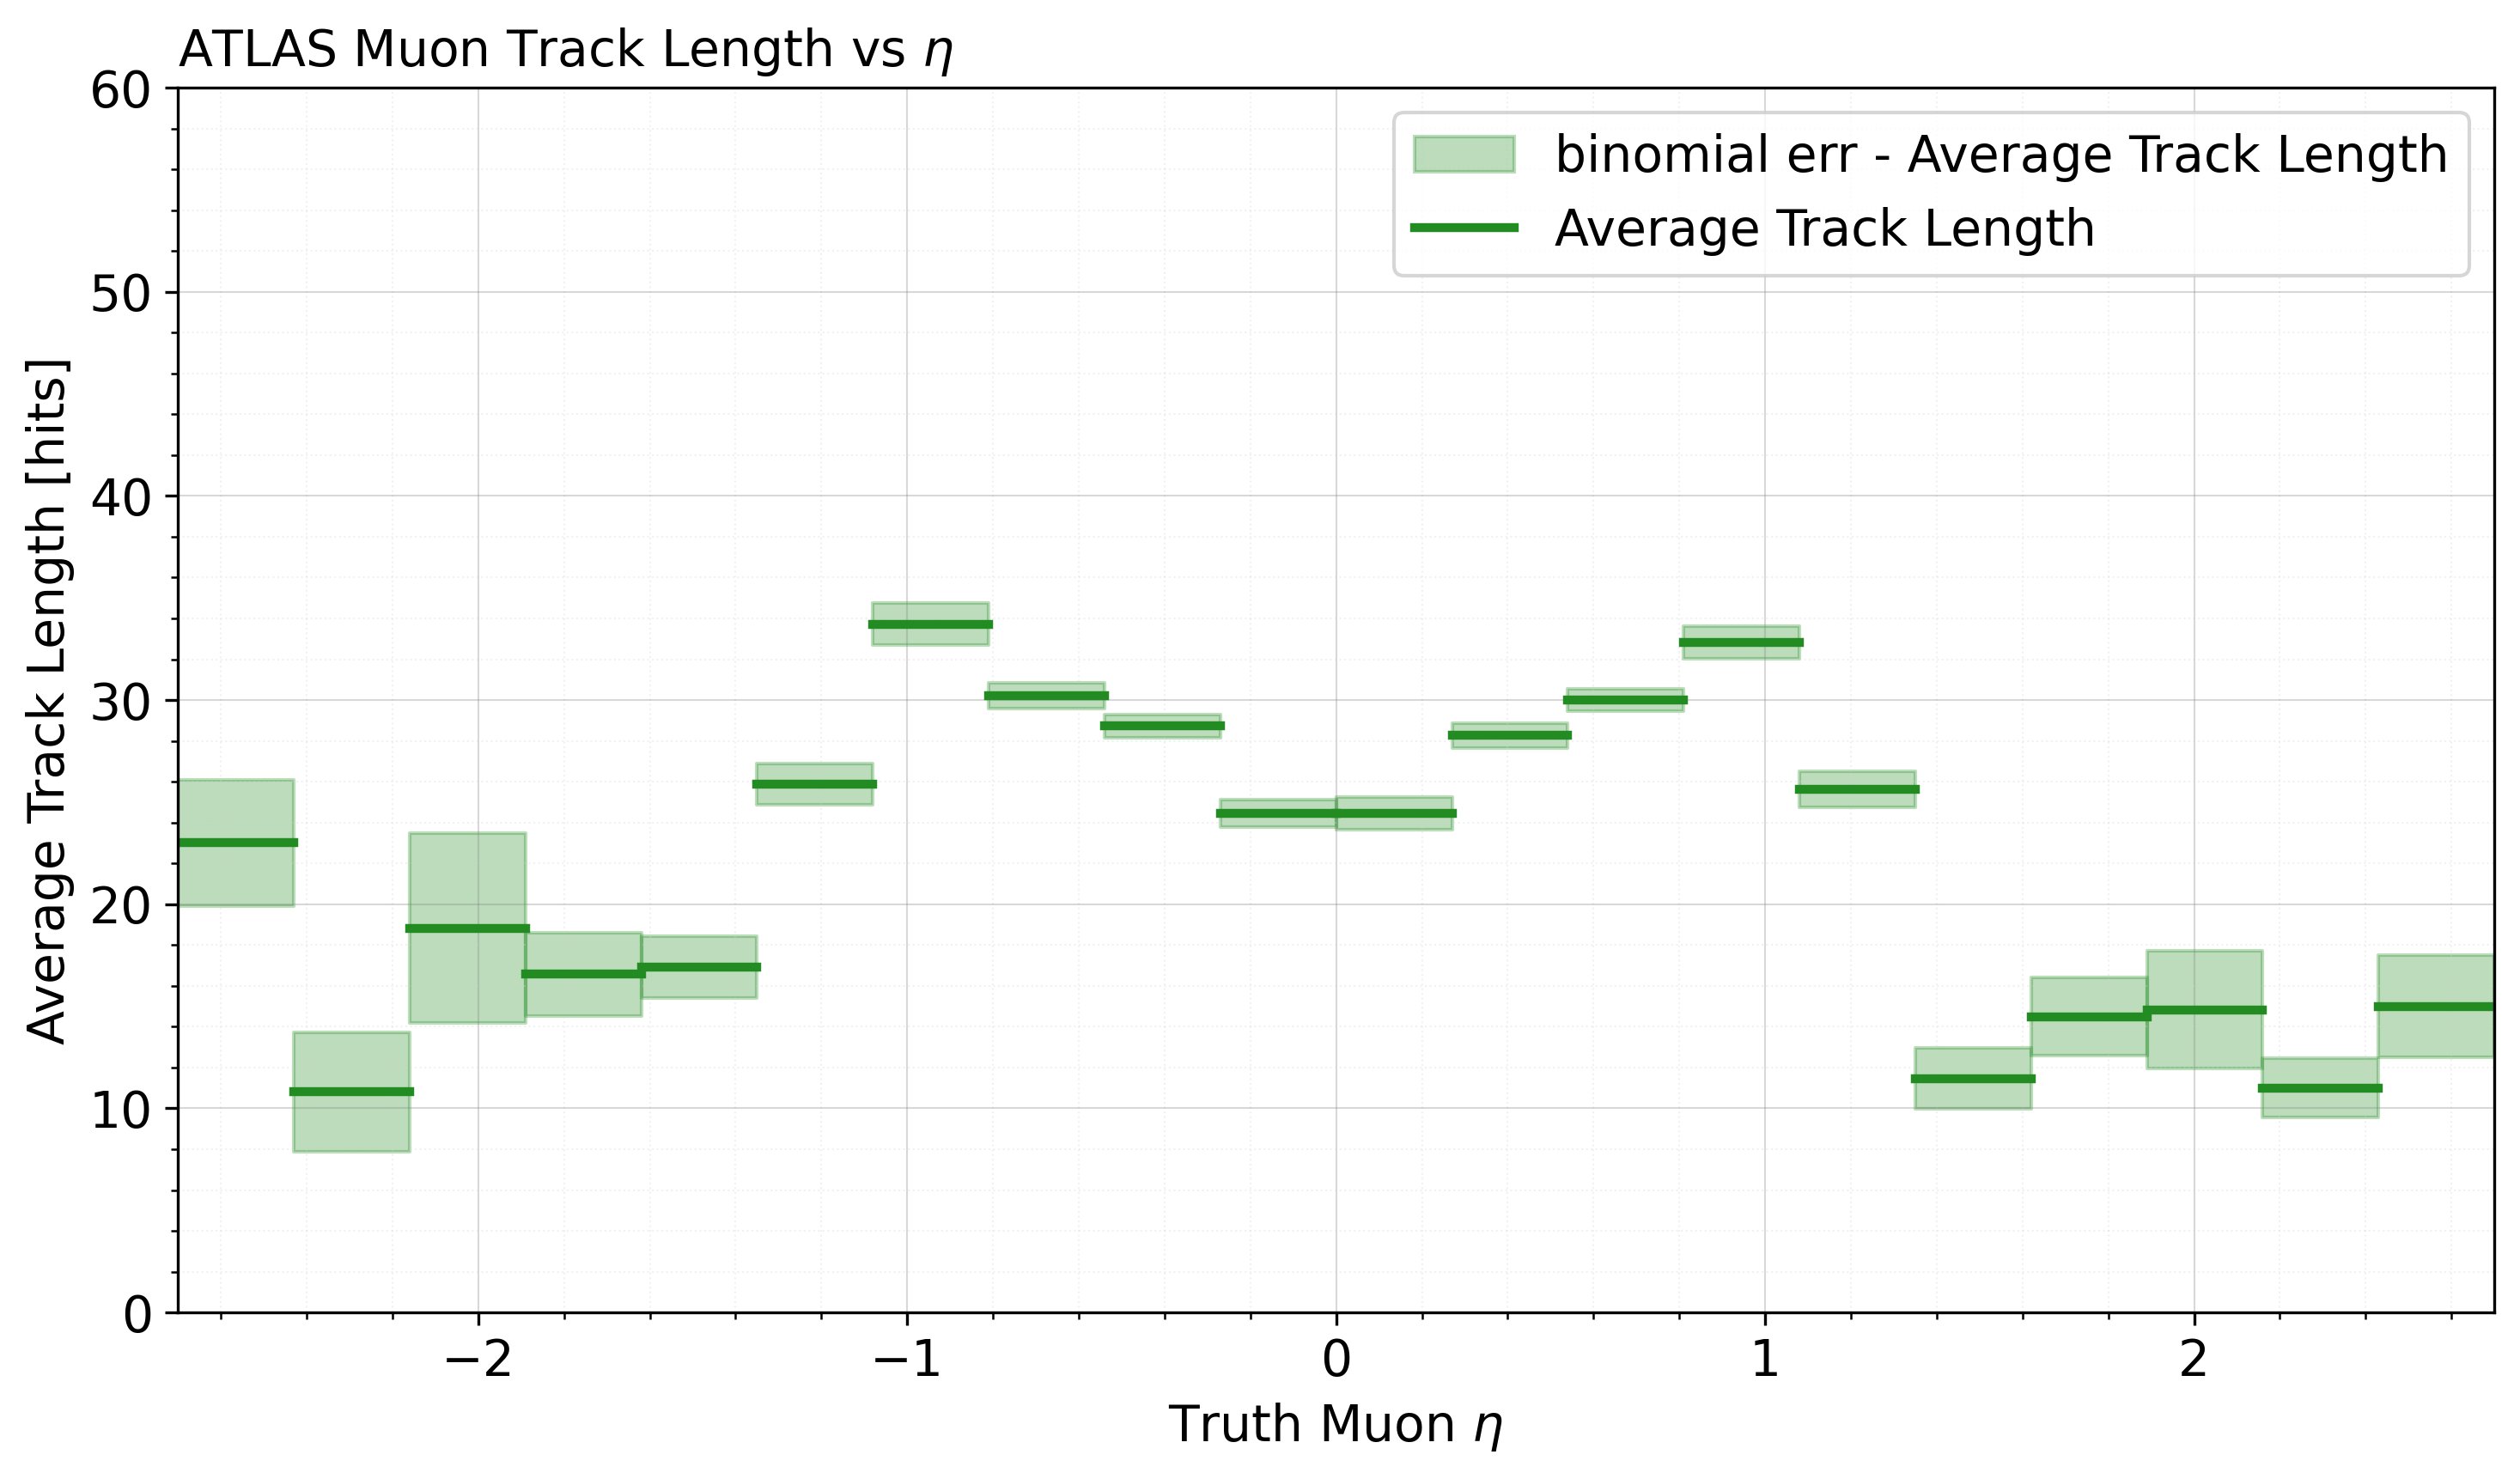 ATLAS Muon Track Length vs η
60
50
40
30
20
10
0
Average Track Length [hits]
binomial err - Average Track Length
Average Track Length
−2 −1 0 1 2
Truth Muon η